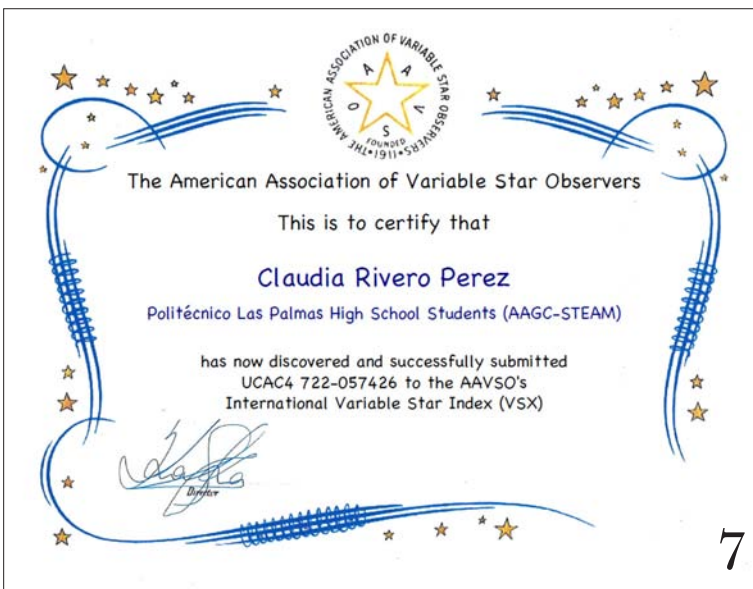 THE AMERICAN ASSOCIATION OF VARIABLE STAR OBSERVERS
A A V S O
FOUNDED
1911
The American Association of Variable Star Observers
This is to certify that
Claudia Rivero Perez
Politécnico Las Palmas High School Students (AAGC-STEAM)
has now discovered and successfully submitted
UCAC4 722-057426 to the AAVSO's
International Variable Star Index (VSX)
Director
7